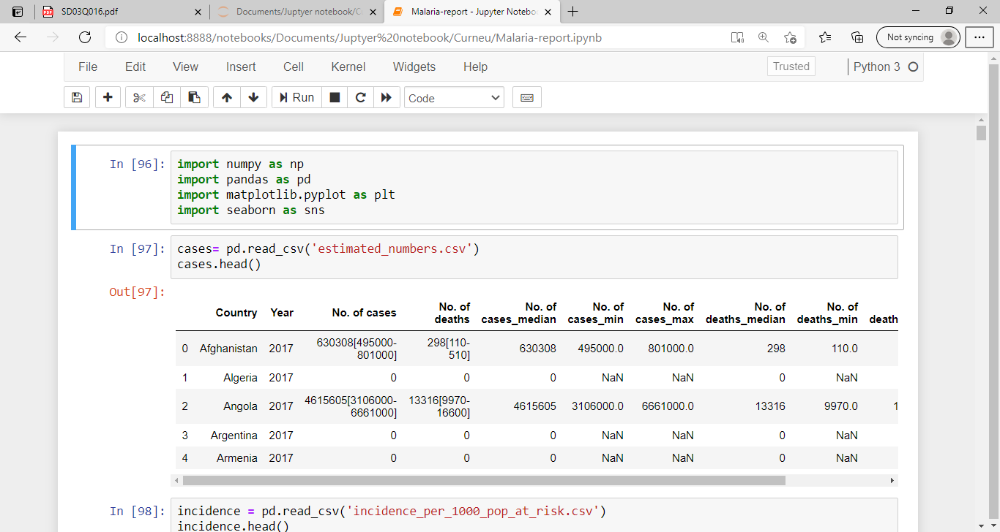 SD03Q016.pdf
Documents/Juptyer notebook/C
Malaria-report - Jupyter Notebo
localhost:8888/notebooks/Documents/Juptyer%20notebook/Curneu/Malaria-report.ipynb
Not syncing
File Edit View Insert Cell Kernel Widgets Help
Trusted
Python 3
Run
Code
In [96]:
import numpy as np
import pandas as pd
import matplotlib.pyplot as plt
import seaborn as sns
In [97]:
cases= pd.read_csv('estimated_numbers.csv')
cases.head()
Out[97]:
Country Year No. of cases No. of deaths No. of cases_median No. of cases_min No. of cases_max No. of deaths_median No. of deaths_min death
0 Afghanistan 2017 630308[495000-801000] 298[110-510] 630308 495000.0 801000.0 298 110.0
1 Algeria 2017 0 0 0 NaN NaN 0 NaN
2 Angola 2017 4615605[3106000-6661000] 13316[9970-16600] 4615605 3106000.0 6661000.0 13316 9970.0 1
3 Argentina 2017 0 0 0 NaN NaN 0 NaN
4 Armenia 2017 0 0 0 NaN NaN 0 NaN
In [98]:
incidence = pd.read_csv('incidence_per_1000_pop_at_risk.csv')
incidence.head()